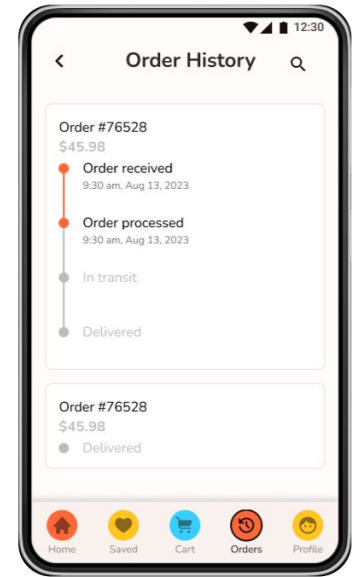 12:30
Order History
Order #76528
$45.98
Order received
9:30 am, Aug 13, 2023
Order processed
9:30 am, Aug 13, 2023
In transit
Delivered
Order #76528
$45.98
Delivered
Home Saved Cart Orders Profile